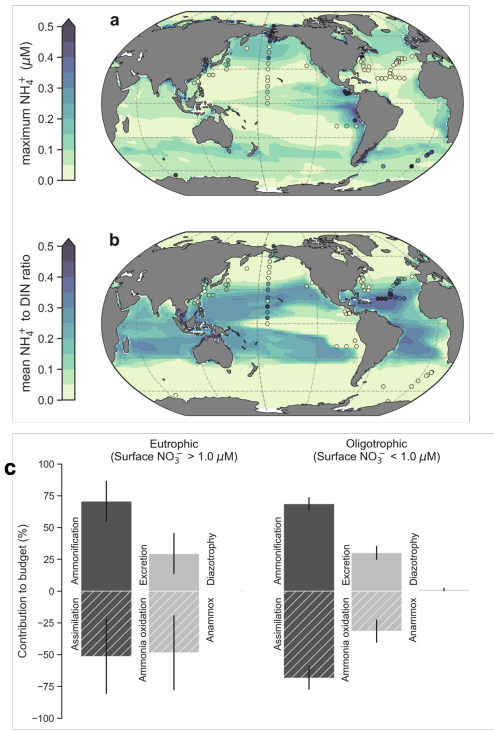 a
maximum NH₄⁺ (μM)
0.5
0.4
0.3
0.2
0.1
0.0
b
mean NH₄⁺ to DIN ratio
0.5
0.4
0.3
0.2
0.1
0.0
c
Eutrophic
(Surface NO₃⁻ > 1.0 μM)
Oligotrophic
(Surface NO₃⁻ < 1.0 μM)
Contribution to budget (%)
100
75
50
25
0
−25
−50
−75
−100
Ammonification
Excretion
Diazotrophy
Assimilation
Ammonia oxidation
Anammox
Ammonification
Excretion
Diazotrophy
Assimilation
Ammonia oxidation
Anammox